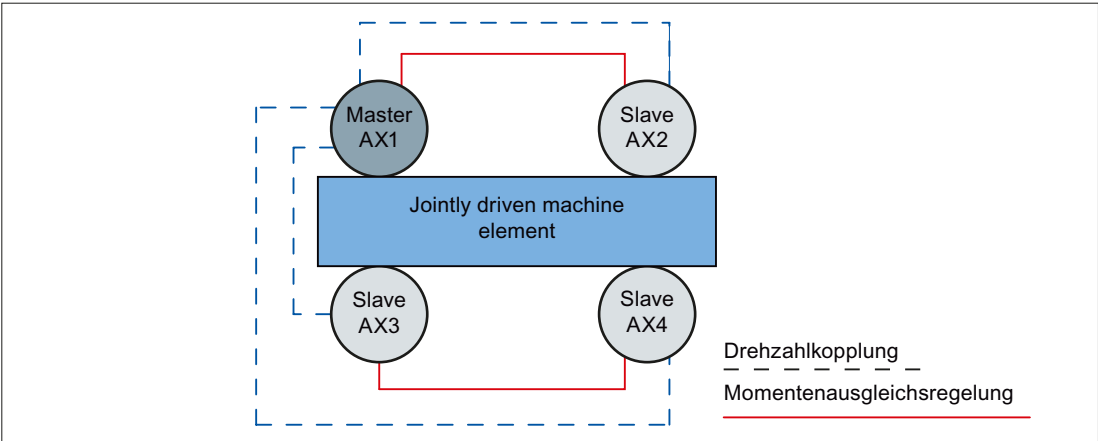 Master
AX1
Slave
AX2
Jointly driven machine
element
Slave
AX3
Slave
AX4
Drehzahlkopplung
Momentenausgleichsregelung